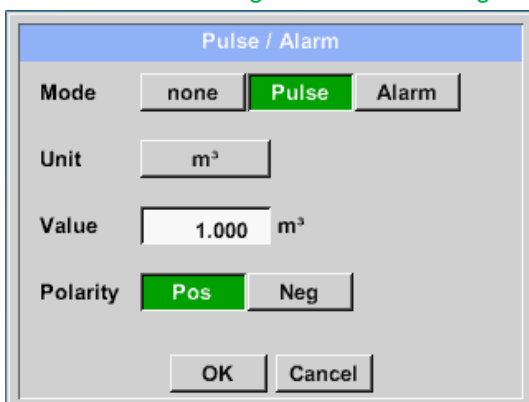 Pulse / Alarm
Mode none Pulse Alarm
Unit m³
Value 1.000 m³
Polarity Pos Neg
OK Cancel